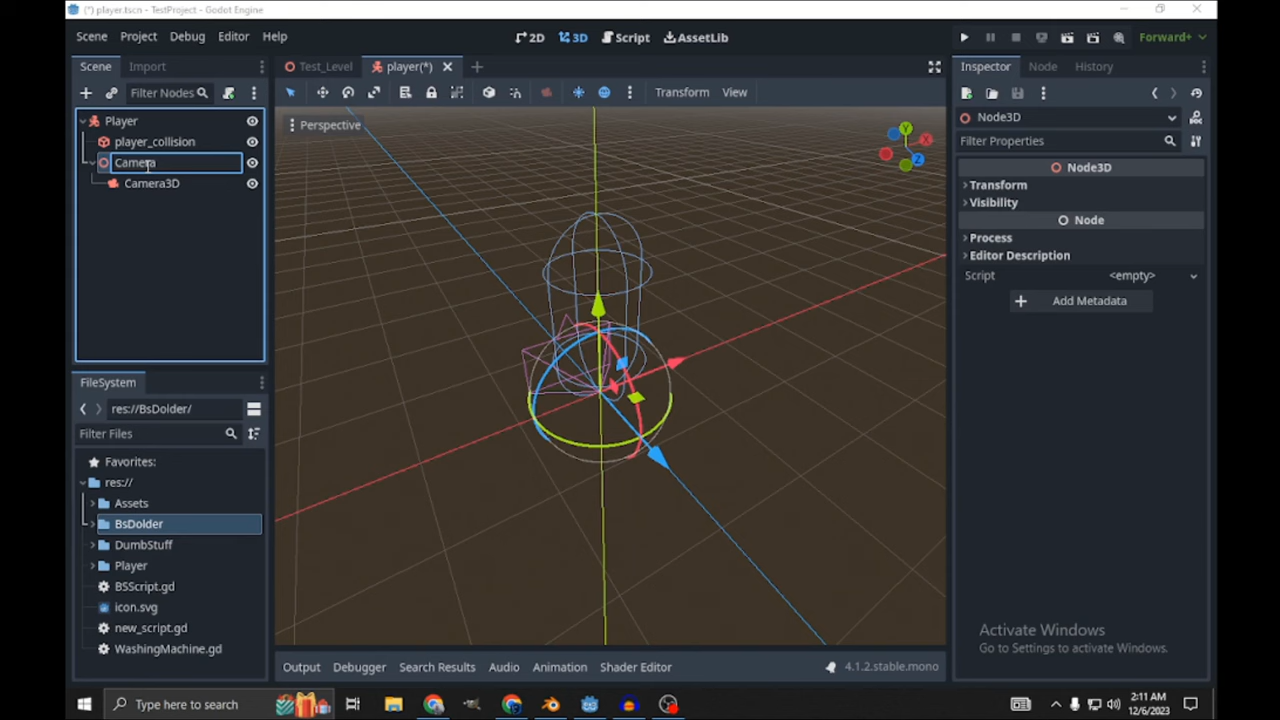 (*) player.tscn - TestProject - Godot Engine
Scene Project Debug Editor Help
2D 3D Script AssetLib
Forward+
Scene Import
Test_Level player(*)
Inspector Node History
Filter Nodes
Transform View
Perspective
Y X Z
Player
player_collision
Camera
Camera3D
Node3D
Filter Properties
Node3D
Transform
Visibility
Node
Process
Editor Description
Script <empty>
Add Metadata
FileSystem
res://BsDolder/
Filter Files
Favorites:
res://
Assets
BsDolder
DumbStuff
Player
BSScript.gd
icon.svg
new_script.gd
WashingMachine.gd
Activate Windows
Go to Settings to activate Windows.
Output Debugger Search Results Audio Animation Shader Editor 4.1.2.stable.mono
Type here to search
2:11 AM
12/6/2023